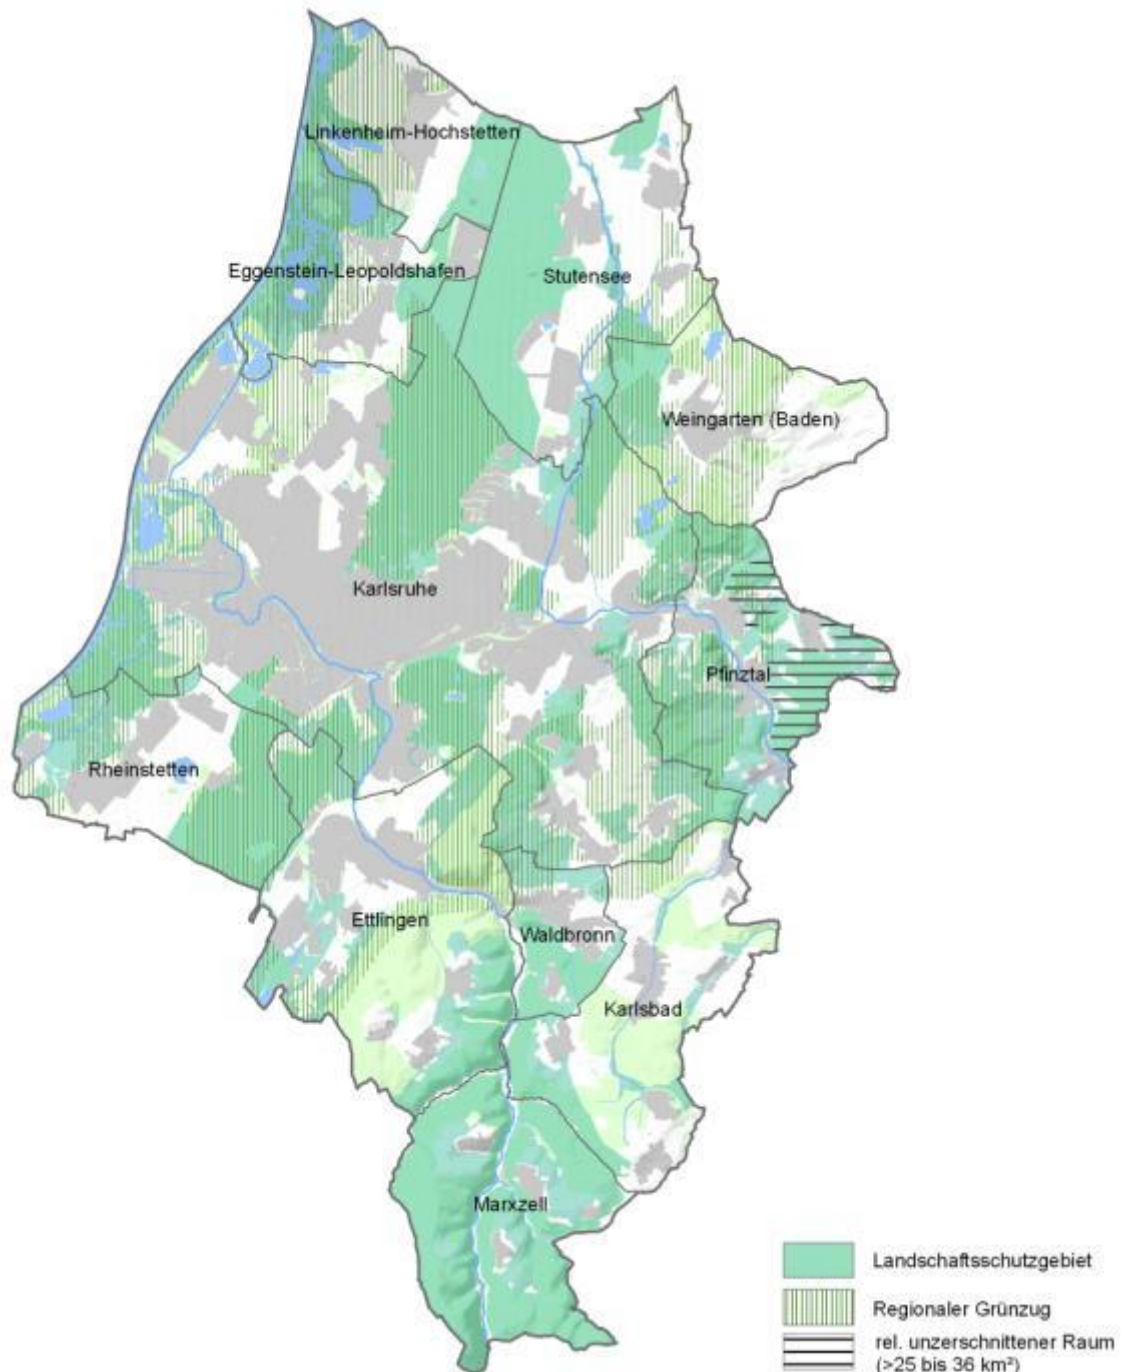 Linkenheim-Hochstetten
Eggenstein-Leopoldshafen
Stutensee
Weingarten (Baden)
Karlsruhe
Pfinztal
Rheinstetten
Ettlingen
Waldbronn
Karlsbad
Marxzell
Landschaftsschutzgebiet
Regionaler Grünzug
rel. unzerschnittener Raum
(>25 bis 36 km²)